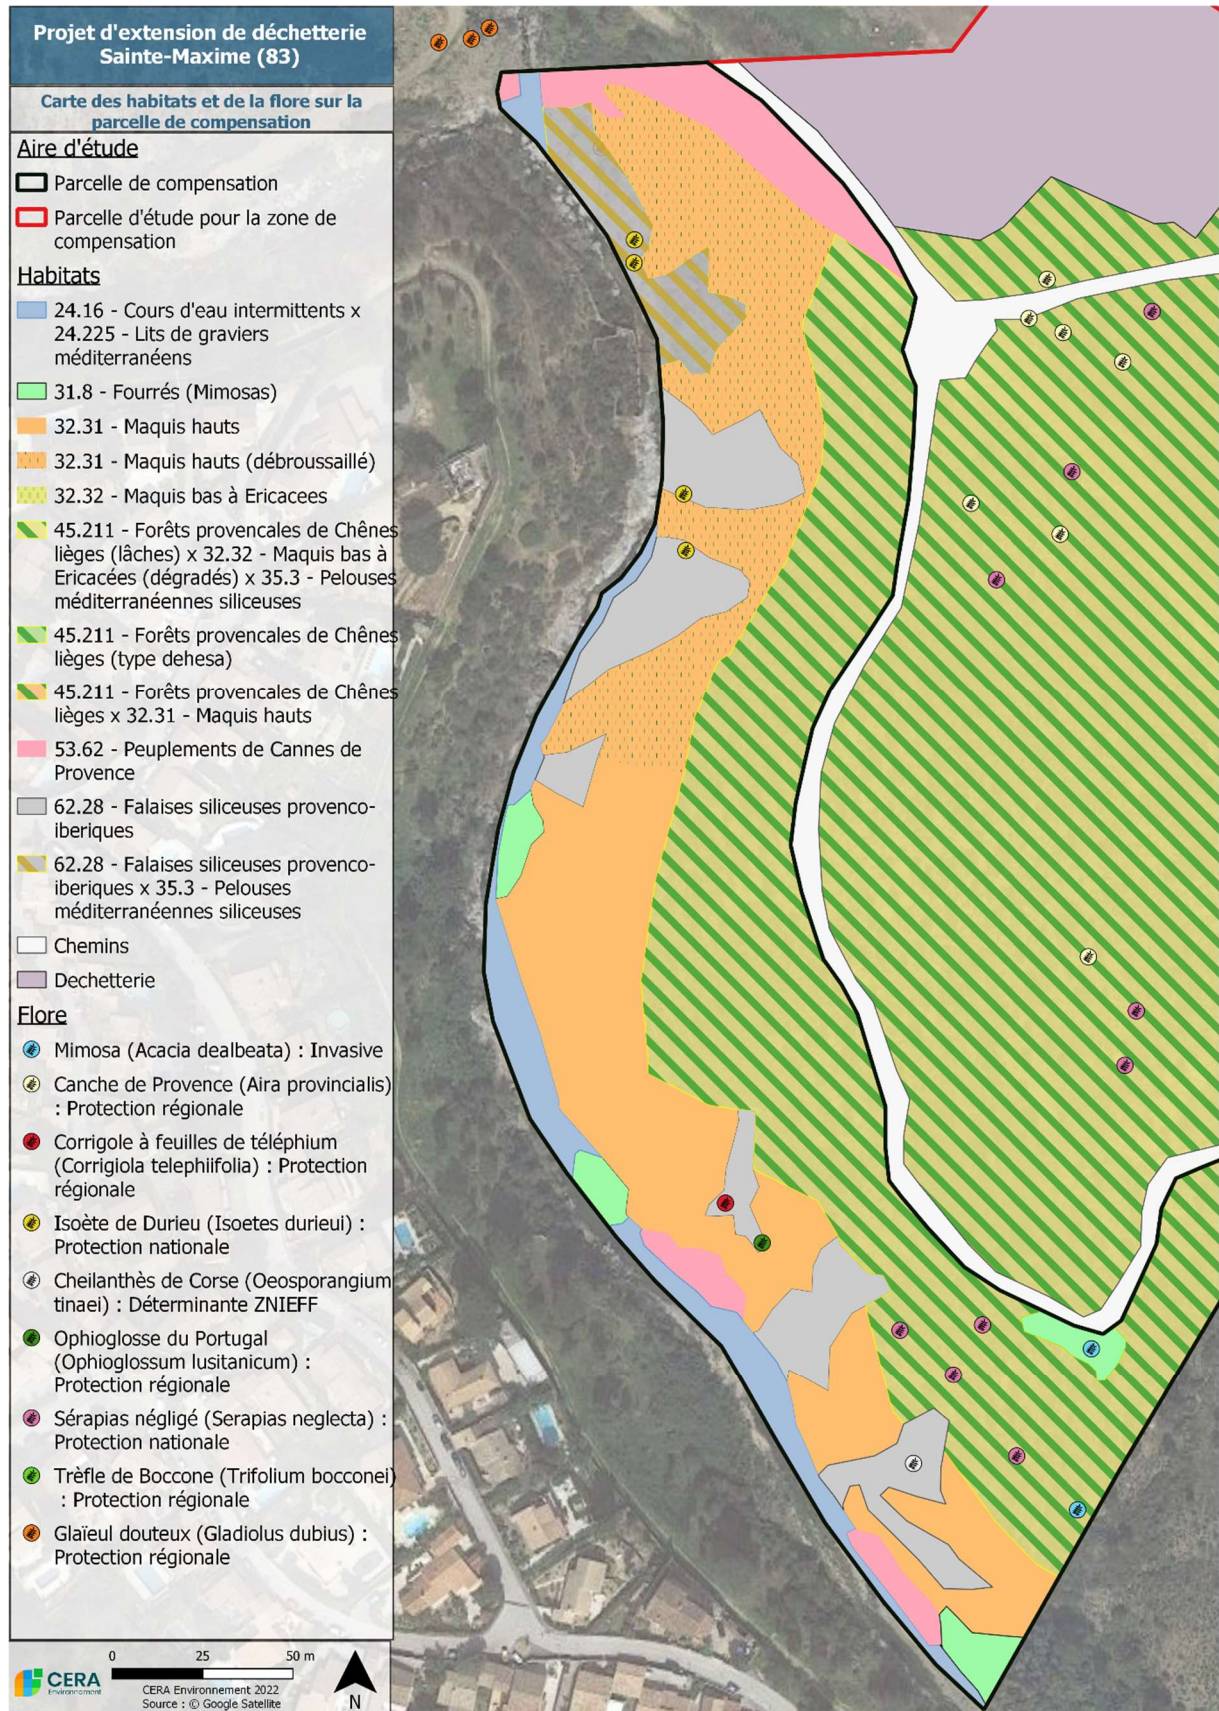 Projet d'extension de déchetterie
Sainte-Maxime (83)
Carte des habitats et de la flore sur la
parcelle de compensation
Aire d'étude
Parcelle de compensation
Parcelle d'étude pour la zone de
compensation
Habitats
24.16 - Cours d'eau intermittents x
24.225 - Lits de graviers
méditerranéens
31.8 - Fourrés (Mimosas)
32.31 - Maquis hauts
32.31 - Maquis hauts (débroussaillé)
32.32 - Maquis bas à Ericacees
45.211 - Forêts provencales de Chênes
lièges (lâches) x 32.32 - Maquis bas à
Ericacées (dégradés) x 35.3 - Pelouses
méditerranéennes siliceuses
45.211 - Forêts provencales de Chênes
lièges (type dehesa)
45.211 - Forêts provencales de Chênes
lièges x 32.31 - Maquis hauts
53.62 - Peuplements de Cannes de
Provence
62.28 - Falaises siliceuses provenco-
iberiques
62.28 - Falaises siliceuses provenco-
iberiques x 35.3 - Pelouses
méditerranéennes siliceuses
Chemins
Dechetterie
Flore
Mimosa (Acacia dealbeata) : Invasive
Canche de Provence (Aira provincialis)
: Protection régionale
Corrigole à feuilles de téléphium
(Corrigiola telephiifolia) : Protection
régionale
Isoète de Durieu (Isoetes durieui) :
Protection nationale
Cheilanthès de Corse (Oeosporangium
tinaei) : Déterminante ZNIEFF
Ophioglosse du Portugal
(Ophioglossum lusitanicum) :
Protection régionale
Sérapias négligé (Serapias neglecta) :
Protection nationale
Trèfle de Boccone (Trifolium bocconei)
: Protection régionale
Glaïeul douteux (Gladiolus dubius) :
Protection régionale
CERA
Environnement
0 25 50 m
CERA Environnement 2022
Source : © Google Satellite
N